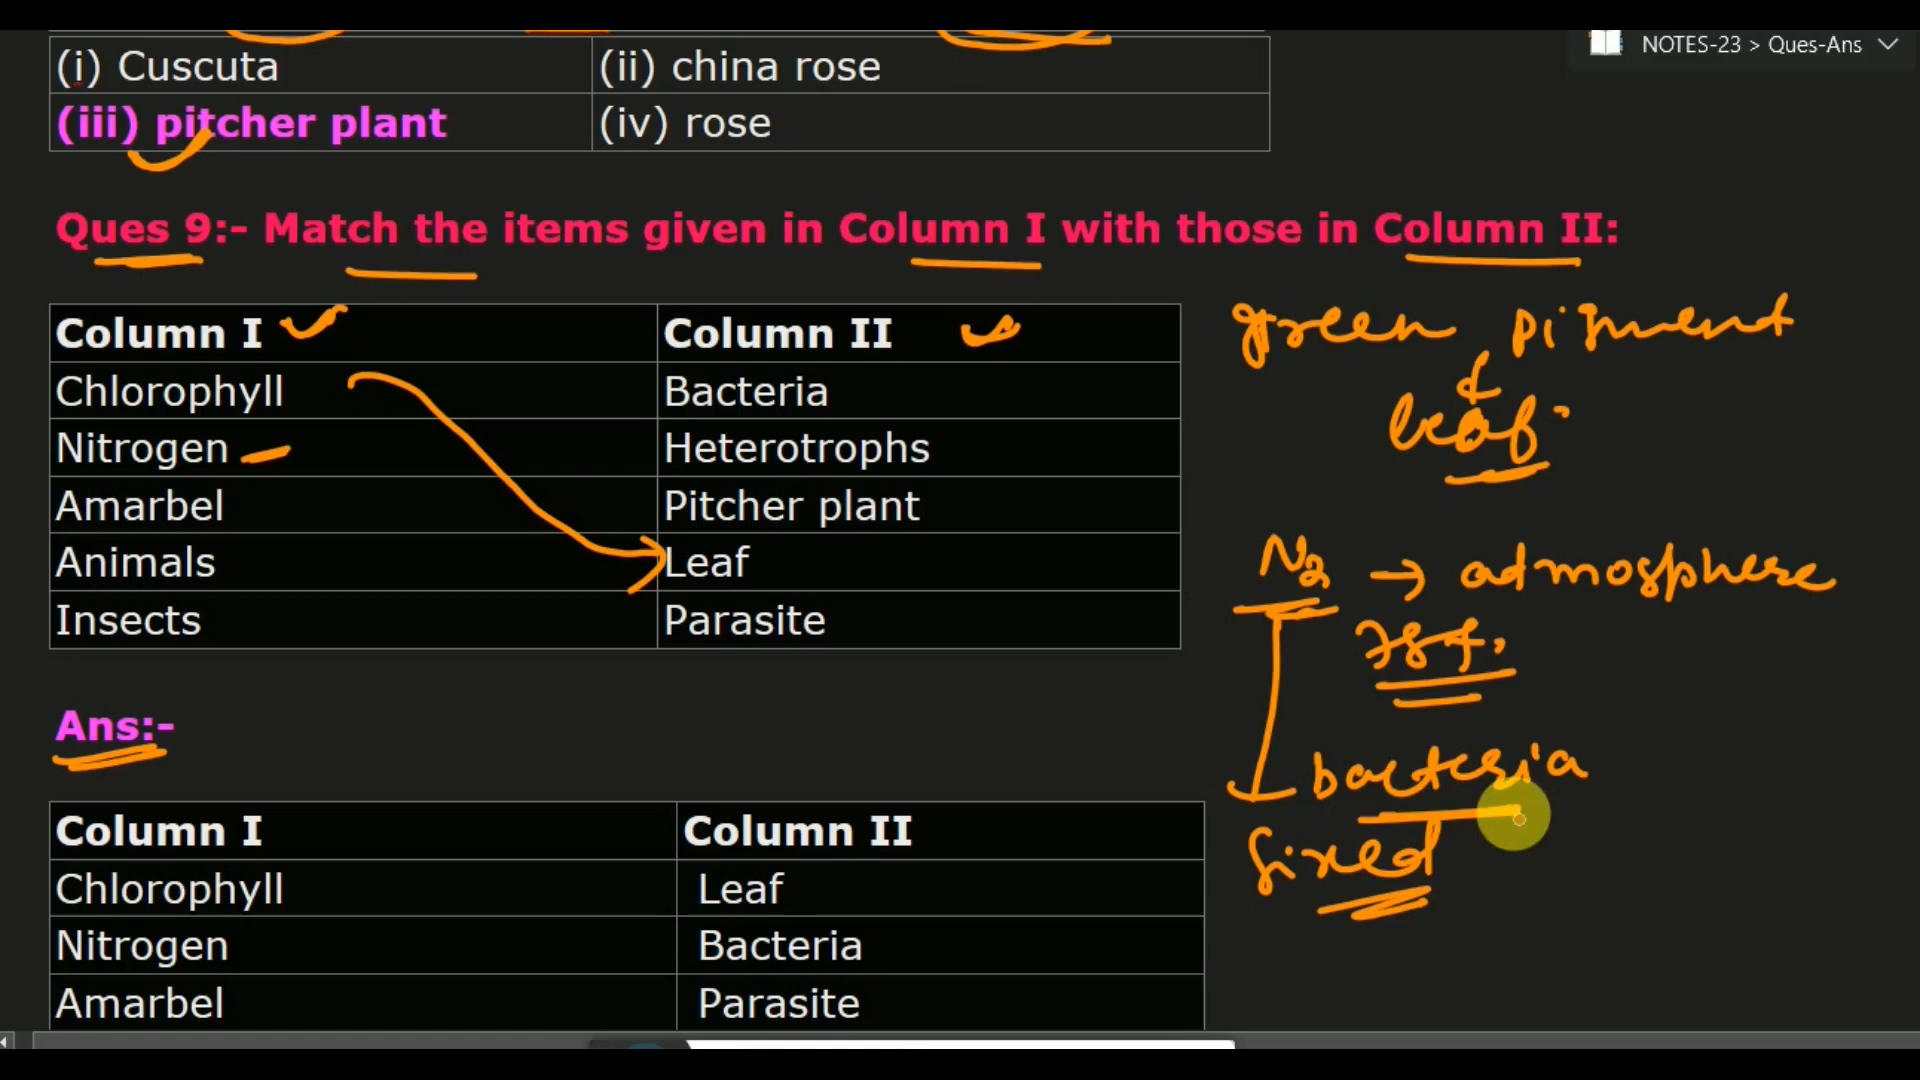 NOTES-23 > Ques-Ans
(i) Cuscuta (ii) china rose
(iii) pitcher plant (iv) rose
Ques 9:- Match the items given in Column I with those in Column II:
Column I Column II
Chlorophyll Bacteria
Nitrogen Heterotrophs
Amarbel Pitcher plant
Animals Leaf
Insects Parasite
green pigment
leaf
N2 → admosphere
78%
bacteria
fixed
Ans:-
Column I Column II
Chlorophyll Leaf
Nitrogen Bacteria
Amarbel Parasite